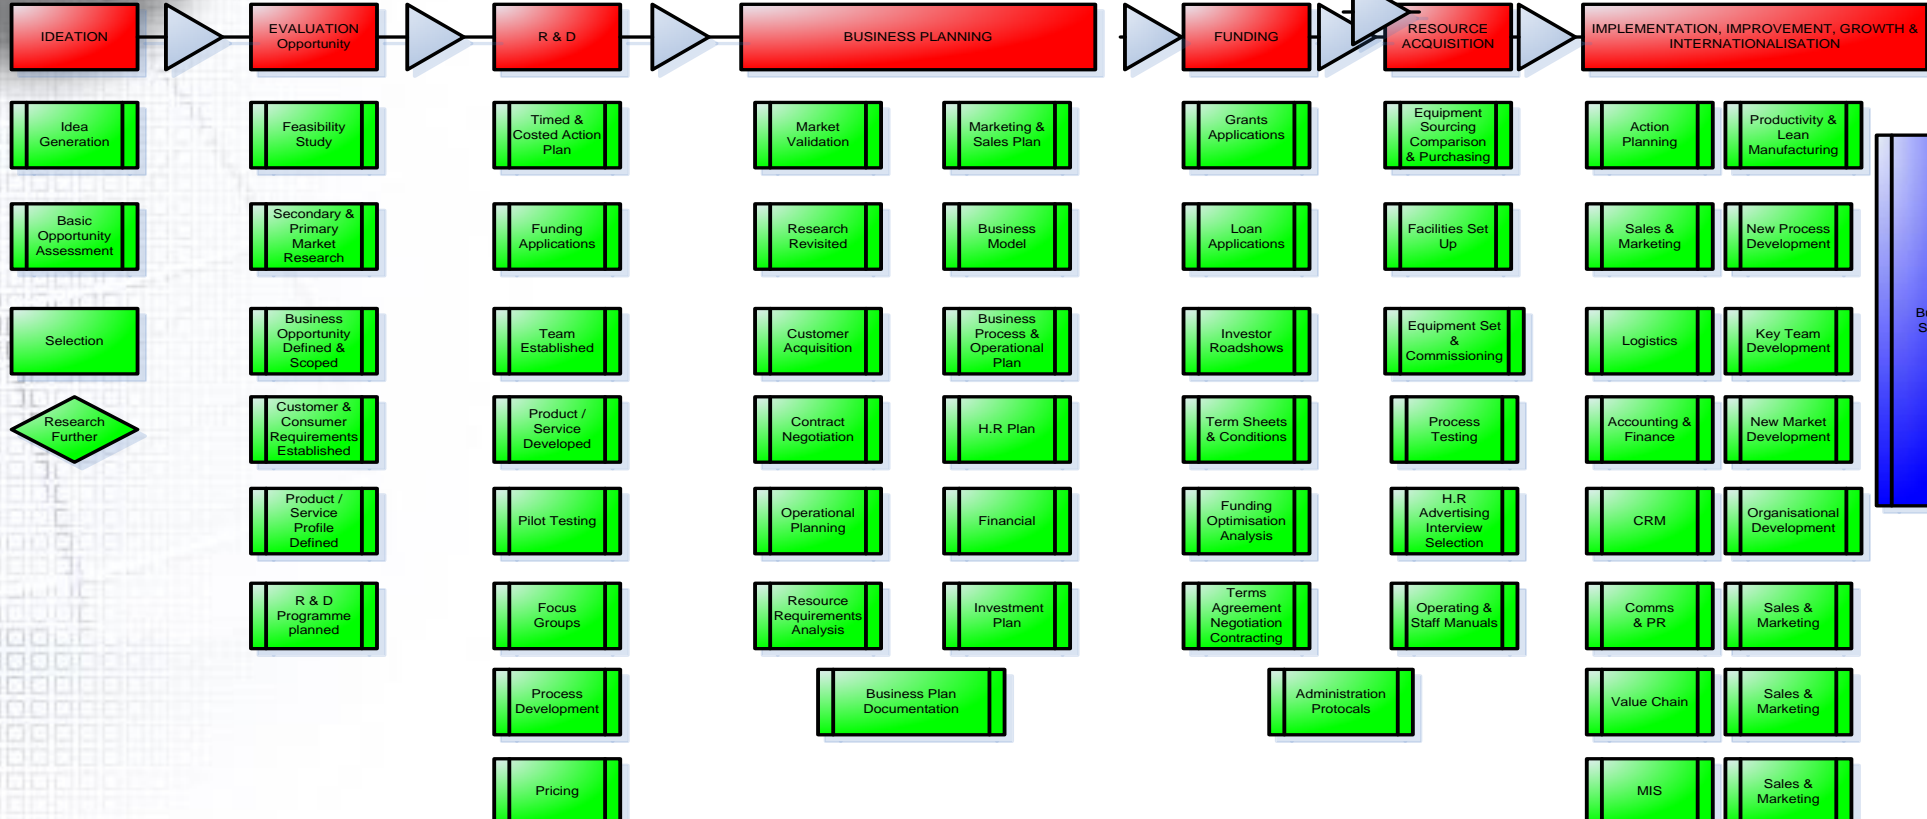 IDEATION
EVALUATION
Opportunity
R & D
BUSINESS PLANNING
FUNDING
RESOURCE
ACQUISITION
IMPLEMENTATION, IMPROVEMENT, GROWTH &
INTERNATIONALISATION
Idea
Generation
Basic
Opportunity
Assessment
Selection
Research
Further
Feasibility
Study
Secondary &
Primary
Market
Research
Business
Opportunity
Defined &
Scoped
Customer &
Consumer
Requirements
Established
Product /
Service
Profile
Defined
R & D
Programme
planned
Timed &
Costed Action
Plan
Funding
Applications
Team
Established
Product /
Service
Developed
Pilot Testing
Focus
Groups
Process
Development
Pricing
Market
Validation
Research
Revisited
Customer
Acquisition
Contract
Negotiation
Operational
Planning
Resource
Requirements
Analysis
Marketing &
Sales Plan
Business
Model
Business
Process &
Operational
Plan
H.R Plan
Financial
Investment
Plan
Business Plan
Documentation
Grants
Applications
Loan
Applications
Investor
Roadshows
Term Sheets
& Conditions
Funding
Optimisation
Analysis
Terms
Agreement
Negotiation
Contracting
Equipment
Sourcing
Comparison
& Purchasing
Facilities Set
Up
Equipment Set
&
Commissioning
Process
Testing
H.R
Advertising
Interview
Selection
Operating &
Staff Manuals
Administration
Protocals
Action
Planning
Sales &
Marketing
Logistics
Accounting &
Finance
CRM
Comms
& PR
Value Chain
MIS
Productivity &
Lean
Manufacturing
New Process
Development
Key Team
Development
New Market
Development
Organisational
Development
Sales &
Marketing
Sales &
Marketing
Sales &
Marketing